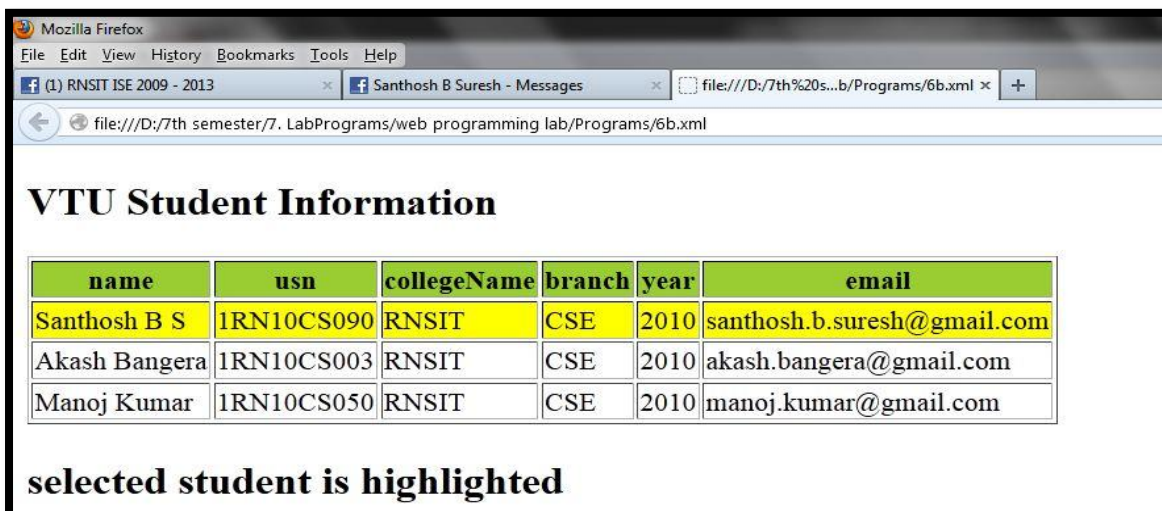 Mozilla Firefox
File Edit View History Bookmarks Tools Help
(1) RNSIT ISE 2009 - 2013 × Santhosh B Suresh - Messages × file:///D:/7th%20s...b/Programs/6b.xml × +
file:///D:/7th semester/7. LabPrograms/web programming lab/Programs/6b.xml
VTU Student Information
name usn collegeName branch year email
Santhosh B S 1RN10CS090 RNSIT CSE 2010 santhosh.b.suresh@gmail.com
Akash Bangera 1RN10CS003 RNSIT CSE 2010 akash.bangera@gmail.com
Manoj Kumar 1RN10CS050 RNSIT CSE 2010 manoj.kumar@gmail.com
selected student is highlighted